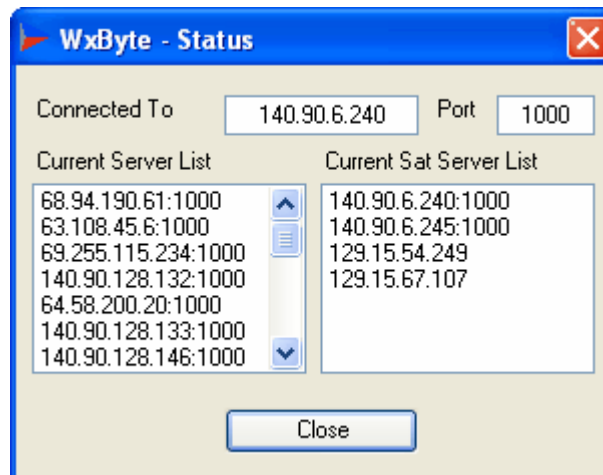 WxByte - Status
Connected To 140.90.6.240 Port 1000
Current Server List
68.94.190.61:1000
63.108.45.6:1000
69.255.115.234:1000
140.90.128.132:1000
64.58.200.20:1000
140.90.128.133:1000
140.90.128.146:1000
Current Sat Server List
140.90.6.240:1000
140.90.6.245:1000
129.15.54.249
129.15.67.107
Close